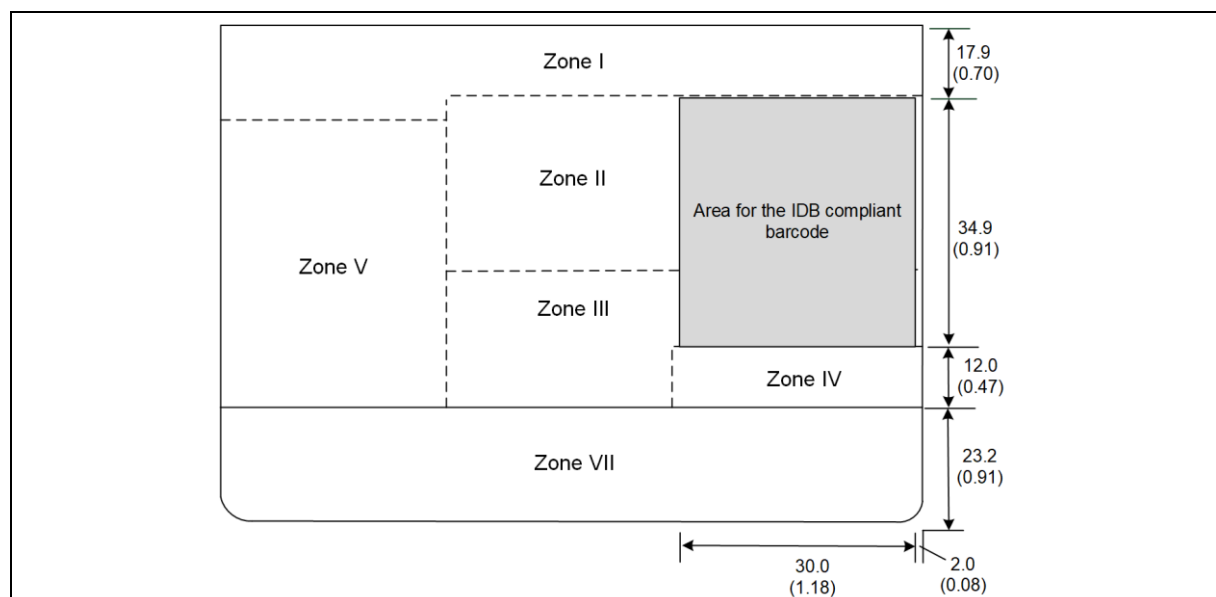 Zone I
17.9
(0.70)
Zone II
Area for the IDB compliant
barcode
34.9
(0.91)
Zone V
Zone III
Zone IV
12.0
(0.47)
Zone VII
23.2
(0.91)
30.0
(1.18)
2.0
(0.08)